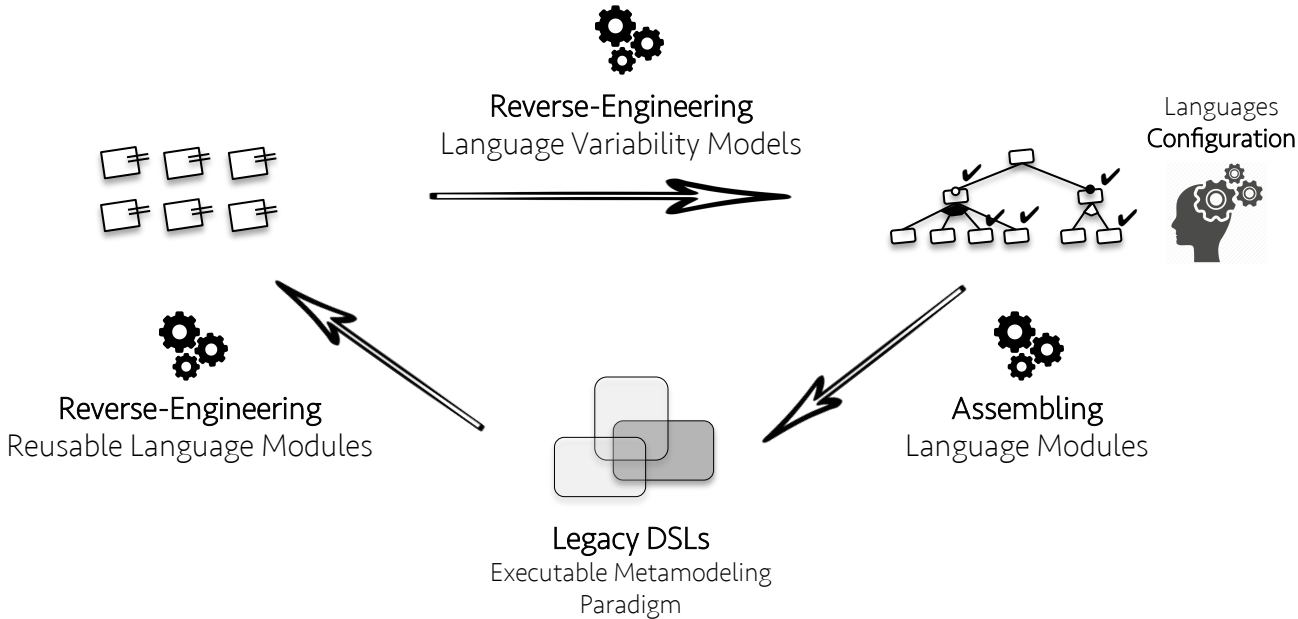 Reverse-Engineering
Language Variability Models
Languages
Configuration
Reverse-Engineering
Reusable Language Modules
Assembling
Language Modules
Legacy DSLs
Executable Metamodeling
Paradigm